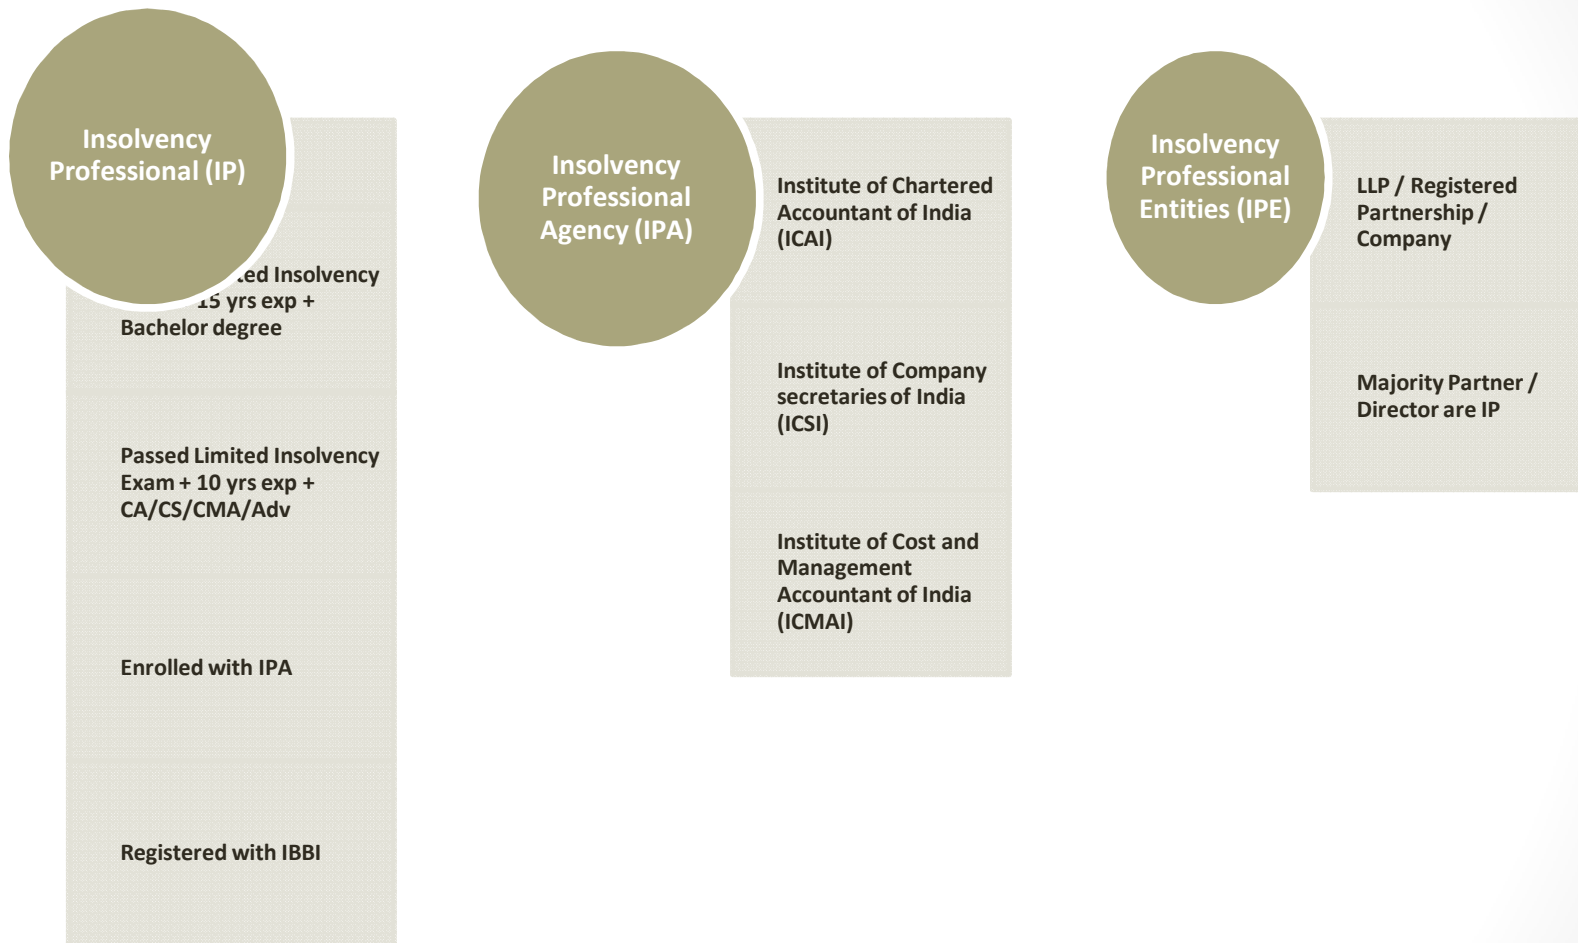 Insolvency
Professional (IP)
Insolvency
15 yrs exp +
Bachelor degree
Passed Limited Insolvency
Exam + 10 yrs exp +
CA/CS/CMA/Adv
Enrolled with IPA
Registered with IBBI
Insolvency
Professional
Agency (IPA)
Institute of Chartered
Accountant of India
(ICAI)
Institute of Company
secretaries of India
(ICSI)
Institute of Cost and
Management
Accountant of India
(ICMAI)
Insolvency
Professional
Entities (IPE)
LLP / Registered
Partnership /
Company
Majority Partner /
Director are IP